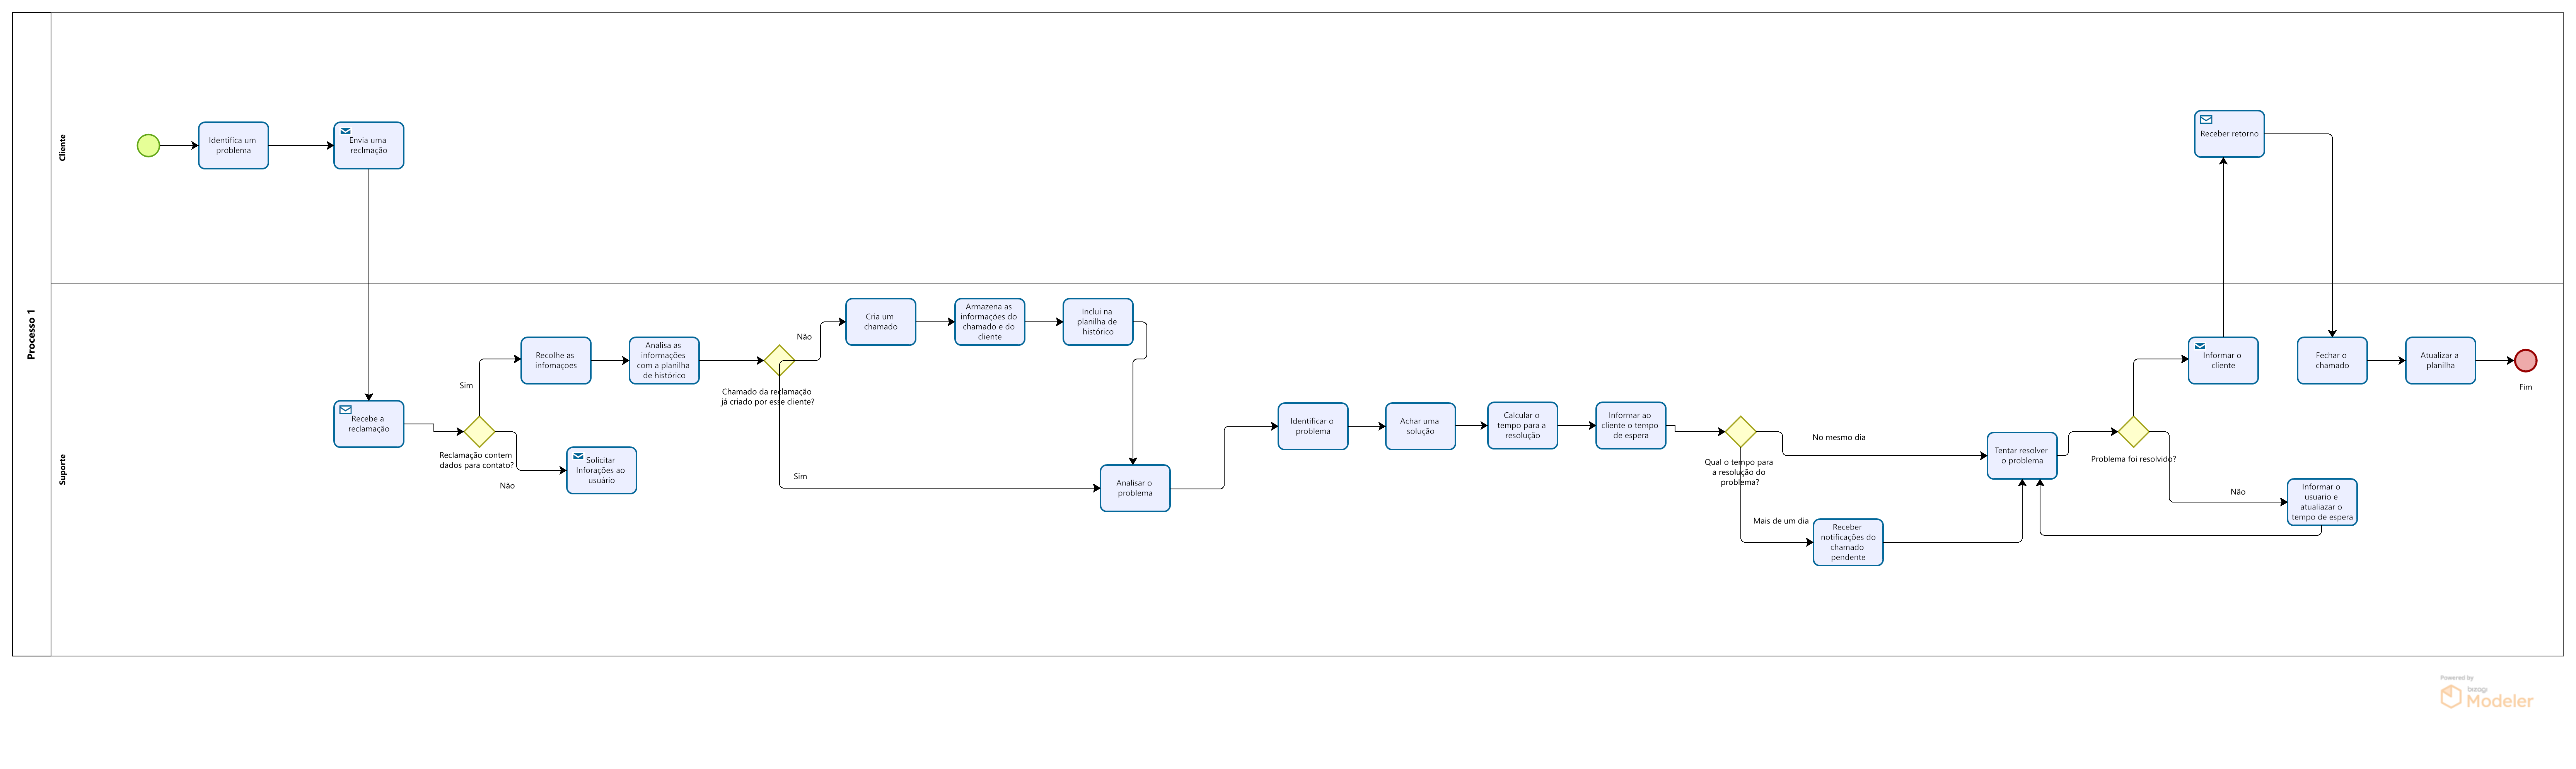 Processo 1
Cliente
Identifica um
problema
Envia uma
reclmação
Receber retorno
Suporte
Recebe a
reclamação
Reclamação contem
dados para contato?
Sim
Não
Recolhe as
infomaçoes
Solicitar
Inforações ao
usuário
Analisa as
informações
com a planilha
de histórico
Chamado da reclamação
já criado por esse cliente?
Não
Sim
Cria um
chamado
Armazena as
informações do
chamado e do
cliente
Inclui na
planilha de
histórico
Analisar o
problema
Identificar o
problema
Achar uma
solução
Calcular o
tempo para a
resolução
Informar ao
cliente o tempo
de espera
Qual o tempo para
a resolução do
problema?
No mesmo dia
Mais de um dia
Receber
notificações do
chamado
pendente
Tentar resolver
o problema
Problema foi resolvido?
Não
Informar o
cliente
Informar o
usuario e
atualiazar o
tempo de espera
Fechar o
chamado
Atualizar a
planilha
Fim
Powered by
bizagi
Modeler